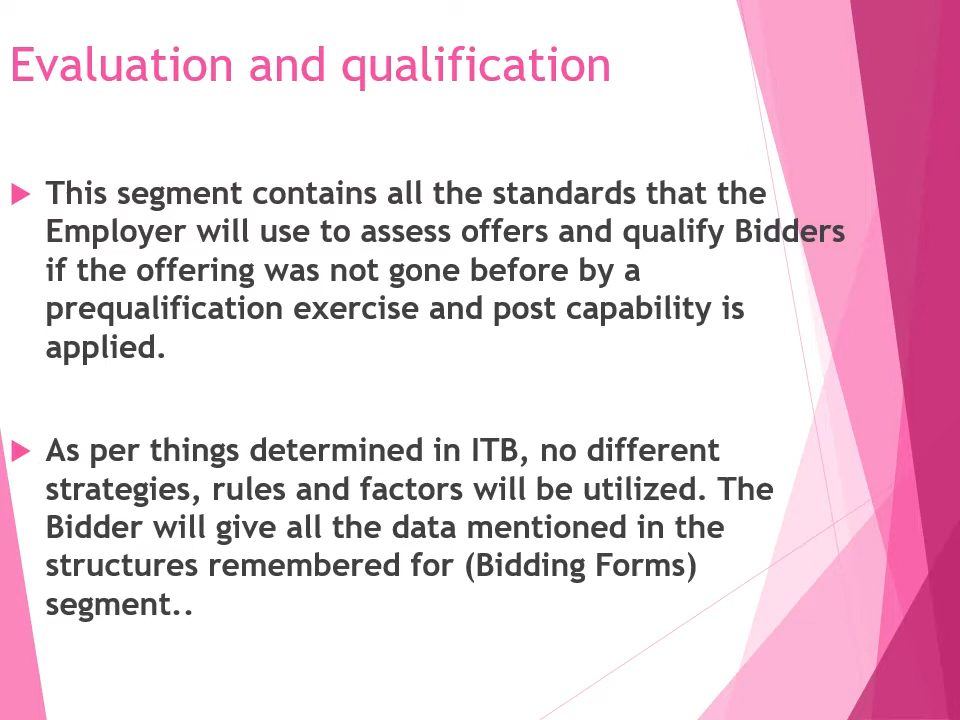 Evaluation and qualification
This segment contains all the standards that the
Employer will use to assess offers and qualify Bidders
if the offering was not gone before by a
prequalification exercise and post capability is
applied.
As per things determined in ITB, no different
strategies, rules and factors will be utilized. The
Bidder will give all the data mentioned in the
structures remembered for (Bidding Forms)
segment..